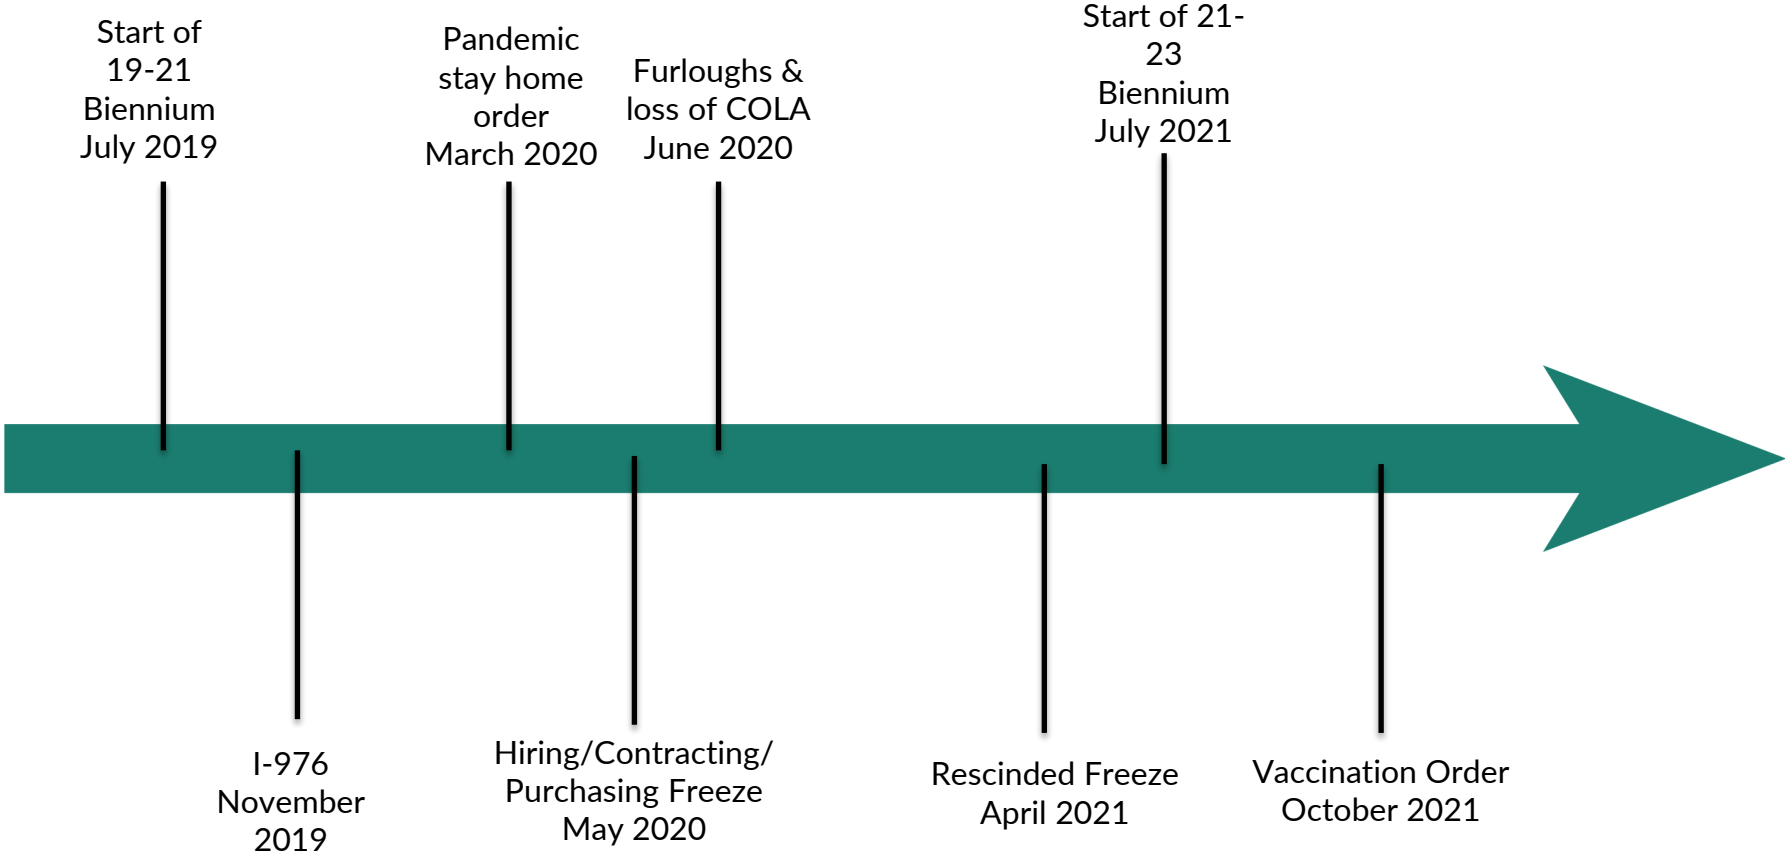 Start of
19-21
Biennium
July 2019
Pandemic
stay home
order
March 2020
Furloughs &
loss of COLA
June 2020
Start of 21-
23
Biennium
July 2021
I-976
November
2019
Hiring/Contracting/
Purchasing Freeze
May 2020
Rescinded Freeze
April 2021
Vaccination Order
October 2021